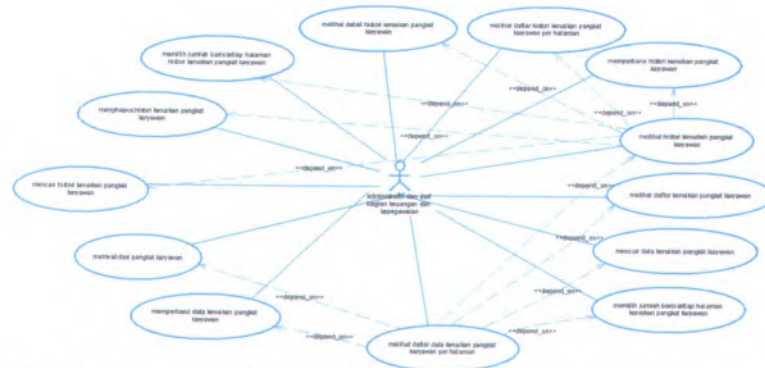 melihat detail histori kenaikan pangkat
karyawan
melihat daftar histori kenaikan pangkat
karyawan per halaman
memilih jumlah baris setiap halaman
histori kenaikan pangkat karyawan
memperbarui histori kenaikan pangkat
karyawan
<<depend_on>>
<<depend_on>>
<<depend_on>>
<<depend_on>>
menghapus histori kenaikan pangkat
karyawan
<<depend_on>>
melihat histori kenaikan pangkat
karyawan
<<depend_on>>
mencari histori kenaikan pangkat
karyawan
<<depend_on>>
melihat daftar kenaikan pangkat karyawan
administrator dan staf
bagian keuangan dan
kepegawaian
<<depend_on>>
mencari data kenaikan pangkat karyawan
memvalidasi pangkat karyawan
<<depend_on>>
<<depend_on>>
memperbarui data kenaikan pangkat
karyawan
memilih jumlah baris setiap halaman
kenaikan pangkat karyawan
<<depend_on>>
<<depend_on>>
melihat daftar data kenaikan pangkat
karyawan per halaman